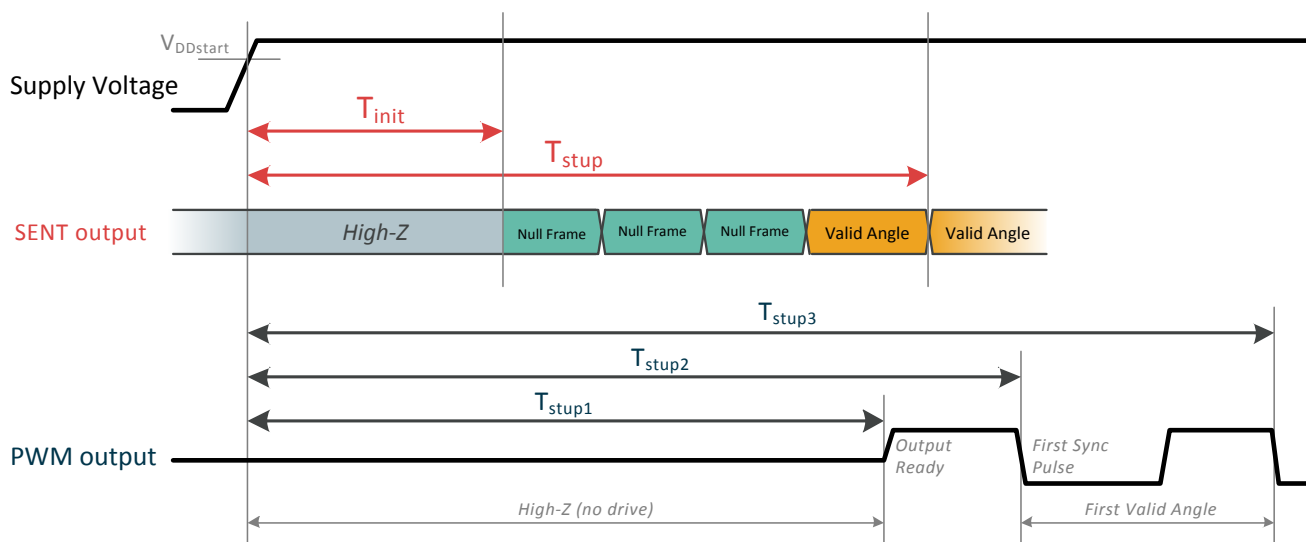 VDDstart
Supply Voltage
Tinit
Tstup
SENT output
High-Z
Null Frame
Null Frame
Null Frame
Valid Angle
Valid Angle
Tstup3
Tstup2
Tstup1
PWM output
Output
Ready
First Sync
Pulse
High-Z (no drive)
First Valid Angle